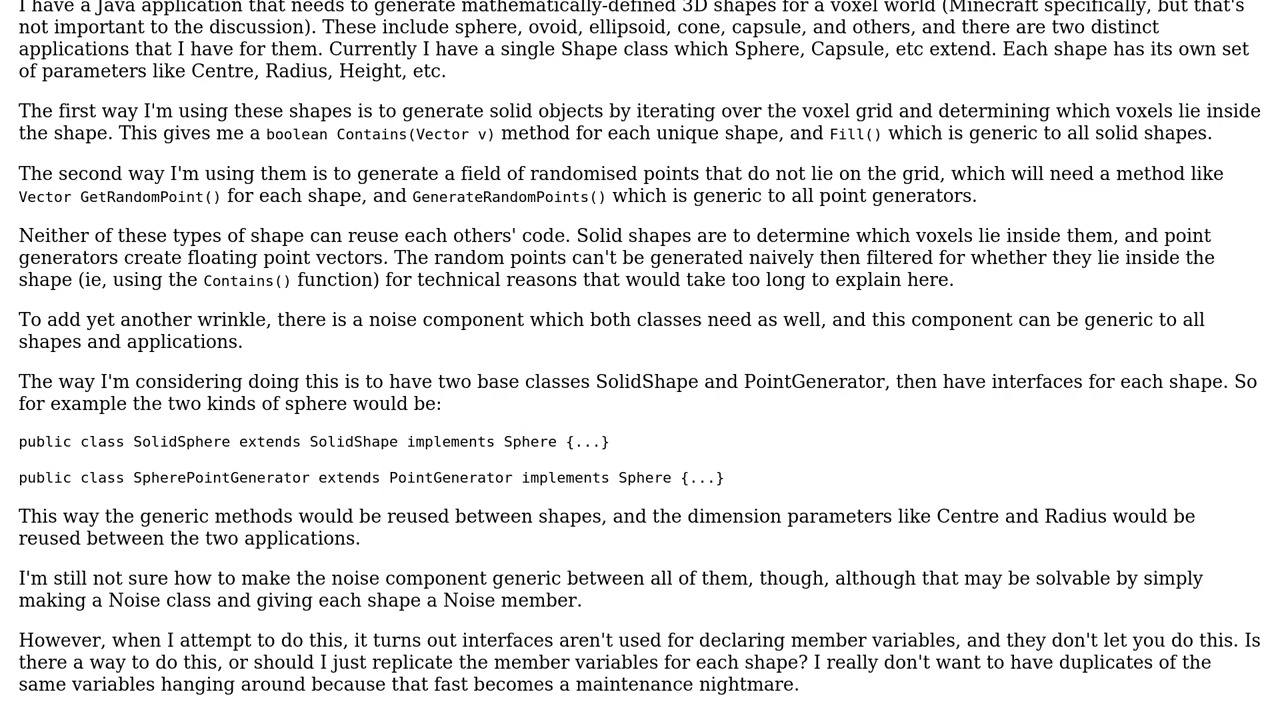 I have a Java application that needs to generate mathematically-defined 3D shapes for a voxel world (Minecraft specifically, but that's
not important to the discussion). These include sphere, ovoid, ellipsoid, cone, capsule, and others, and there are two distinct
applications that I have for them. Currently I have a single Shape class which Sphere, Capsule, etc extend. Each shape has its own set
of parameters like Centre, Radius, Height, etc.
The first way I'm using these shapes is to generate solid objects by iterating over the voxel grid and determining which voxels lie inside
the shape. This gives me a boolean Contains(Vector v) method for each unique shape, and Fill() which is generic to all solid shapes.
The second way I'm using them is to generate a field of randomised points that do not lie on the grid, which will need a method like
Vector GetRandomPoint() for each shape, and GenerateRandomPoints() which is generic to all point generators.
Neither of these types of shape can reuse each others' code. Solid shapes are to determine which voxels lie inside them, and point
generators create floating point vectors. The random points can't be generated naively then filtered for whether they lie inside the
shape (ie, using the Contains() function) for technical reasons that would take too long to explain here.
To add yet another wrinkle, there is a noise component which both classes need as well, and this component can be generic to all
shapes and applications.
The way I'm considering doing this is to have two base classes SolidShape and PointGenerator, then have interfaces for each shape. So
for example the two kinds of sphere would be:
public class SolidSphere extends SolidShape implements Sphere {...}
public class SpherePointGenerator extends PointGenerator implements Sphere {...}
This way the generic methods would be reused between shapes, and the dimension parameters like Centre and Radius would be
reused between the two applications.
I'm still not sure how to make the noise component generic between all of them, though, although that may be solvable by simply
making a Noise class and giving each shape a Noise member.
However, when I attempt to do this, it turns out interfaces aren't used for declaring member variables, and they don't let you do this. Is
there a way to do this, or should I just replicate the member variables for each shape? I really don't want to have duplicates of the
same variables hanging around because that fast becomes a maintenance nightmare.